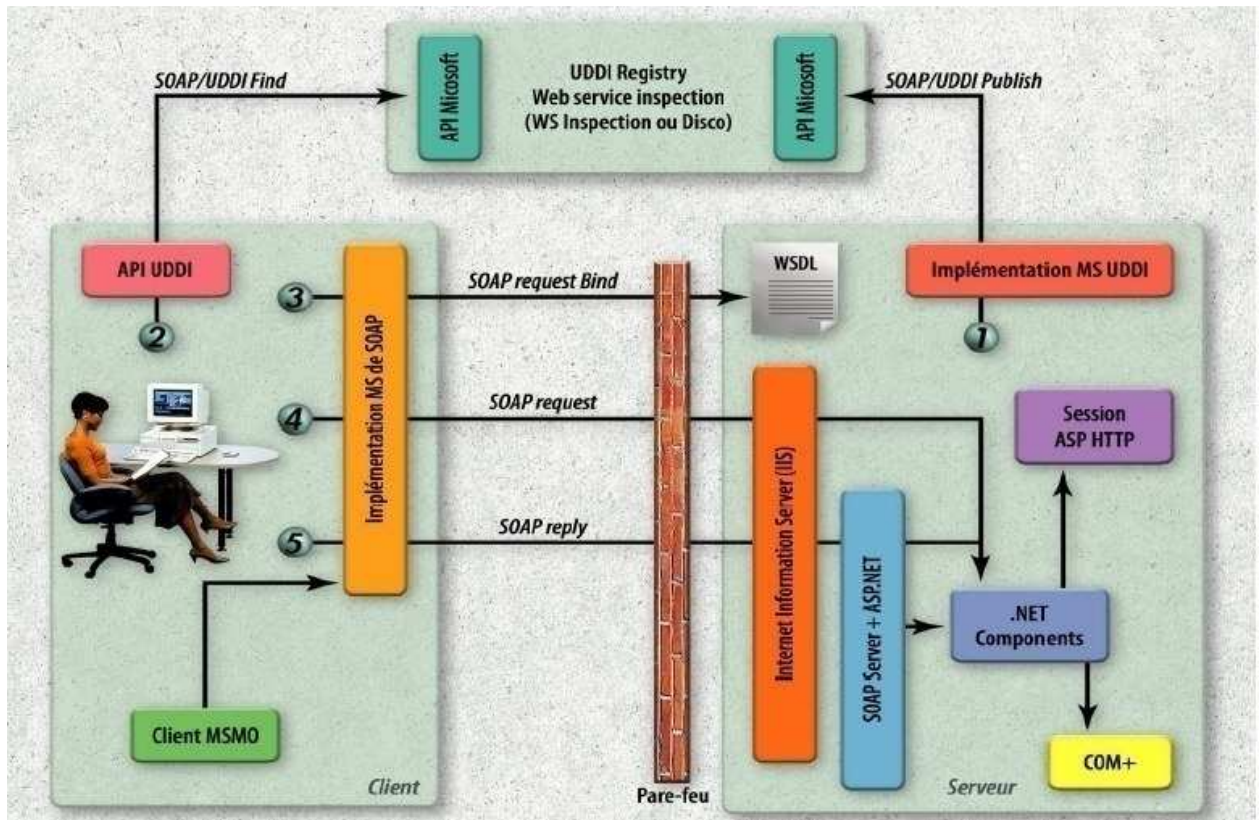 SOAP/UDDI Find
API Micosoft
UDDI Registry
Web service inspection
(WS Inspection ou Disco)
API Micosoft
SOAP/UDDI Publish
API UDDI
2
3
Implémentation MS de SOAP
SOAP request Bind
WSDL
Implémentation MS UDDI
1
4
SOAP request
Session
ASP HTTP
5
SOAP reply
Internet Information Server (IIS)
SOAP Server + ASP.NET
.NET
Components
Client MSMO
COM+
Client
Pare-feu
Serveur